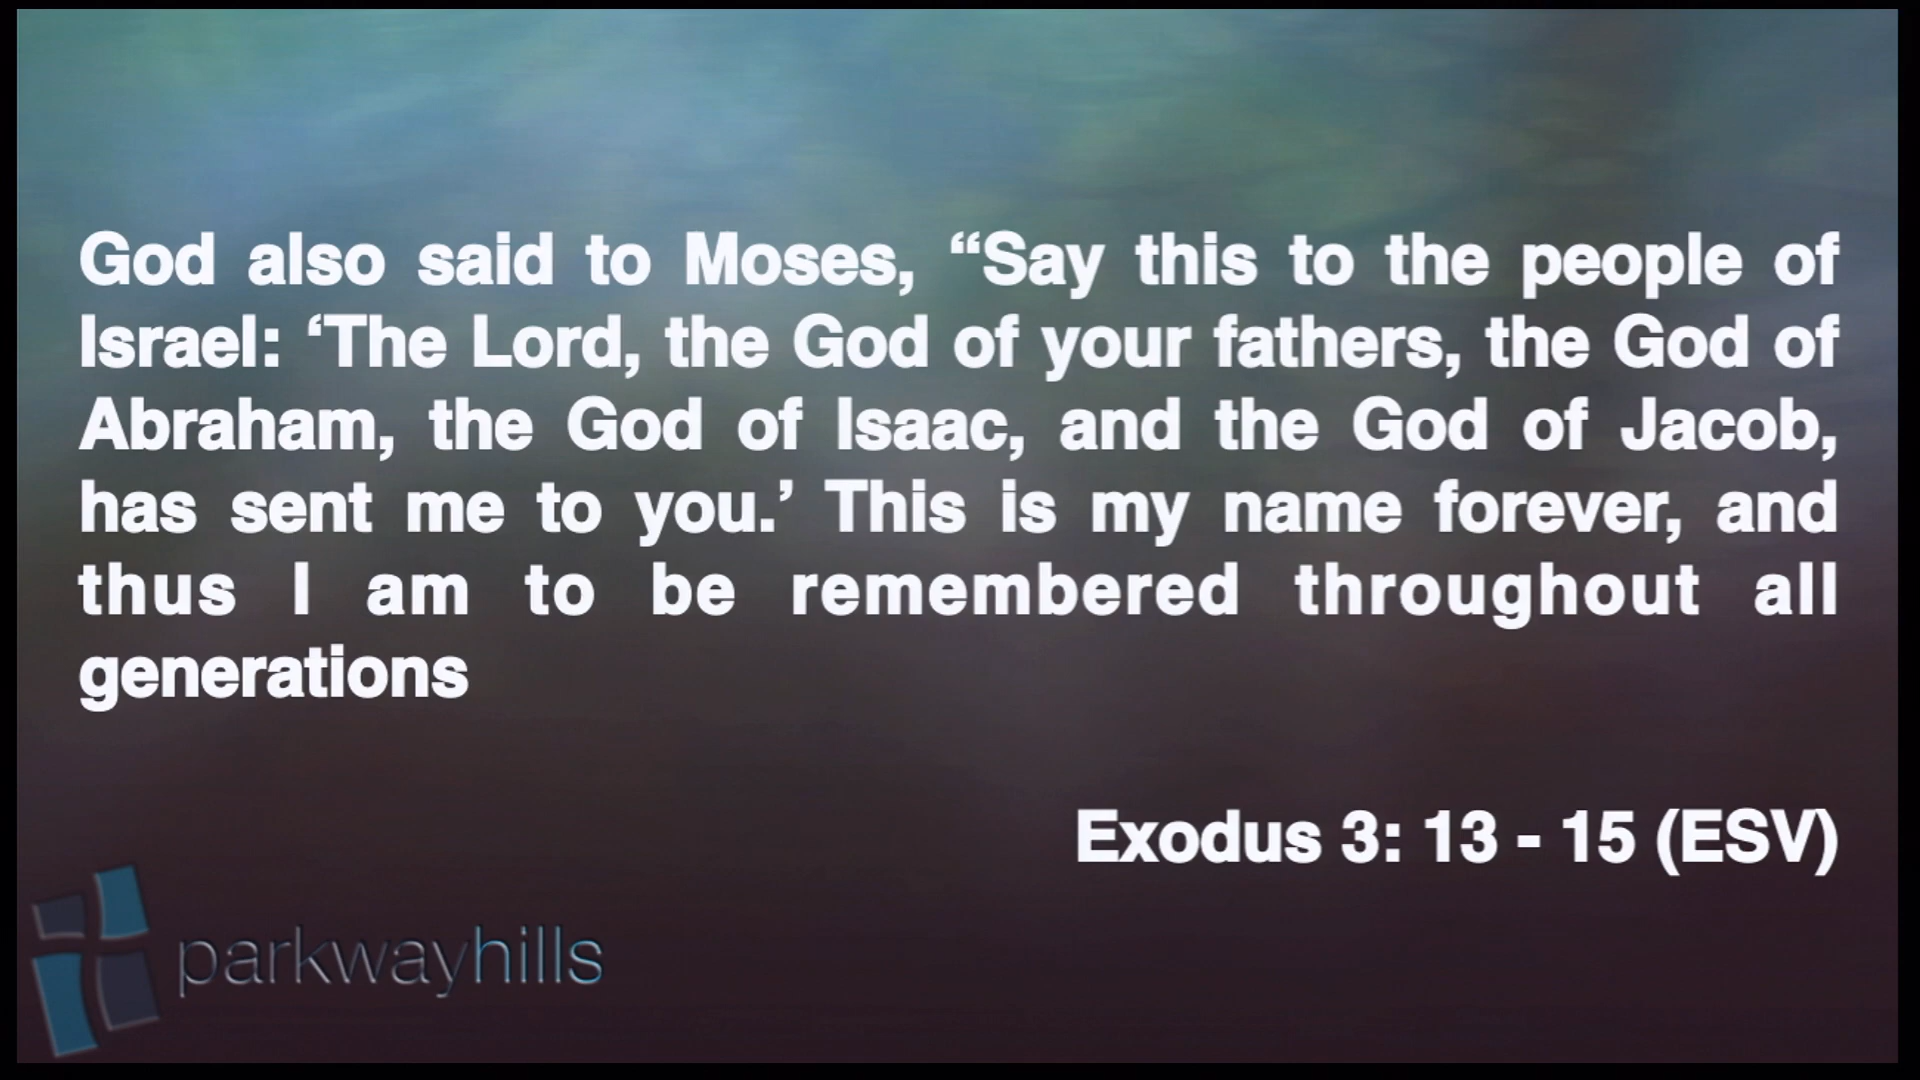 God also said to Moses, “Say this to the people of
Israel: ‘The Lord, the God of your fathers, the God of
Abraham, the God of Isaac, and the God of Jacob,
has sent me to you.’ This is my name forever, and
thus I am to be remembered throughout all
generations
Exodus 3: 13 - 15 (ESV)
parkwayhills